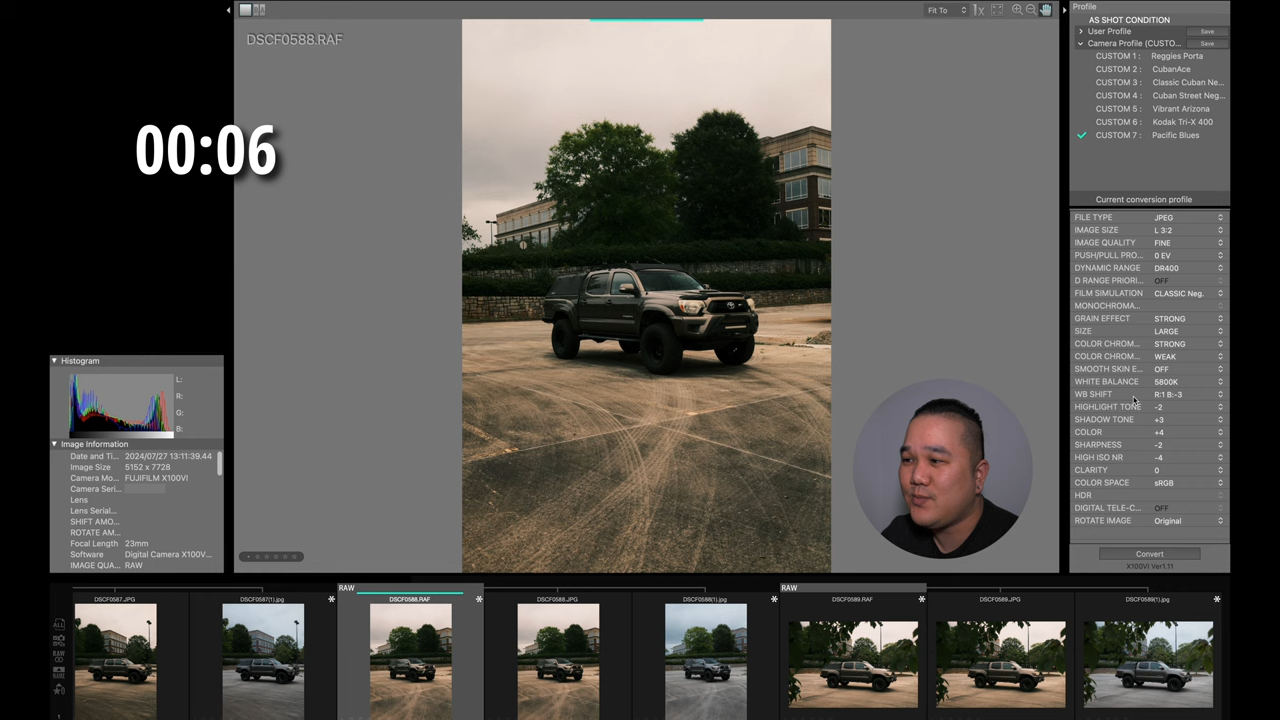 Fit To
1x
DSCF0588.RAF
00:06
Profile
AS SHOT CONDITION
User Profile
Save
Camera Profile (CUSTO...
Save
CUSTOM 1 : Reggies Porta
CUSTOM 2 : CubanAce
CUSTOM 3 : Classic Cuban Ne...
CUSTOM 4 : Cuban Street Neg...
CUSTOM 5 : Vibrant Arizona
CUSTOM 6 : Kodak Tri-X 400
CUSTOM 7 : Pacific Blues
Current conversion profile
FILE TYPE JPEG
IMAGE SIZE L 3:2
IMAGE QUALITY FINE
PUSH/PULL PRO... 0 EV
DYNAMIC RANGE DR400
D RANGE PRIORI... OFF
FILM SIMULATION CLASSIC Neg.
MONOCHROMA...
GRAIN EFFECT STRONG
SIZE LARGE
COLOR CHROM... STRONG
COLOR CHROM... WEAK
SMOOTH SKIN E... OFF
WHITE BALANCE 5800K
WB SHIFT R:1 B:-3
HIGHLIGHT TONE -2
SHADOW TONE +3
COLOR +4
SHARPNESS -2
HIGH ISO NR -4
CLARITY 0
COLOR SPACE sRGB
HDR
DIGITAL TELE-C... OFF
ROTATE IMAGE Original
Convert
X100VI Ver1.11
Histogram
L:
R:
G:
B:
Image Information
Date and Ti... 2024/07/27 13:11:39.44
Image Size 5152 x 7728
Camera Mo... FUJIFILM X100VI
Camera Seri...
Lens
Lens Serial...
SHIFT AMO...
ROTATE AM...
Focal Length 23mm
Software Digital Camera X100V...
IMAGE QUA... RAW
RAW
RAW
DSCF0587.JPG
DSCF0587(1).jpg
DSCF0588.RAF
DSCF0588.JPG
DSCF0588(1).jpg
DSCF0589.RAF
DSCF0589.JPG
DSCF0589(1).jpg
ALL
RAW